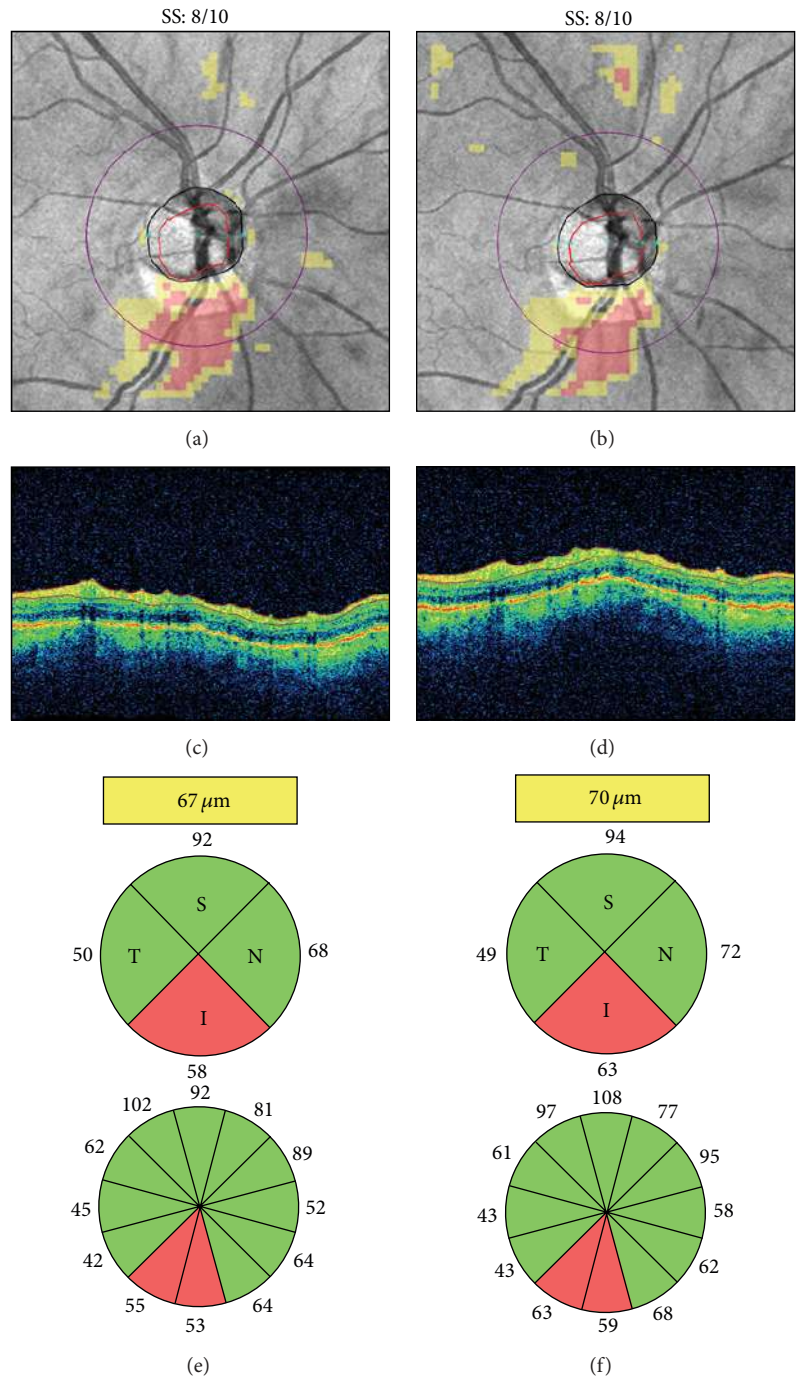 SS: 8/10 SS: 8/10
(a) (b)
(c) (d)
67 μm 70 μm
92 94
S S
50 T N 68 49 T N 72
I I
58 63
92 108
102 81 97 77
62 89 61 95
45 52 43 58
42 64 43 62
55 64 63 68
53 59
(e) (f)